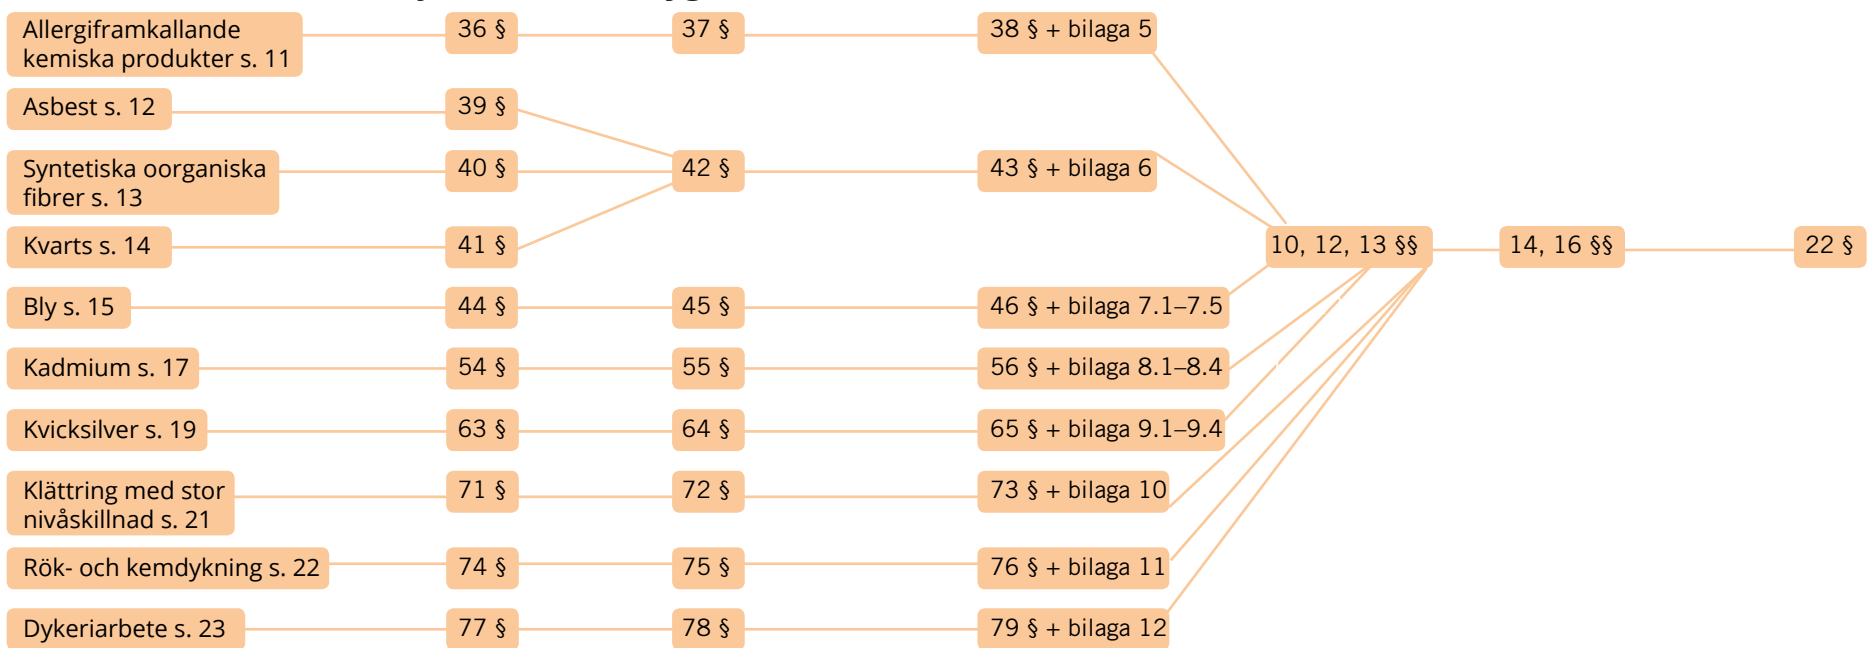 Allergiframkallande
kemiska produkter s. 11
36 §
37 §
38 § + bilaga 5
Asbest s. 12
39 §
Syntetiska oorganiska
fibrer s. 13
40 §
42 §
43 § + bilaga 6
Kvarts s. 14
41 §
10, 12, 13 §§
14, 16 §§
22 §
Bly s. 15
44 §
45 §
46 § + bilaga 7.1–7.5
Kadmium s. 17
54 §
55 §
56 § + bilaga 8.1–8.4
Kvicksilver s. 19
63 §
64 §
65 § + bilaga 9.1–9.4
Klättring med stor
nivåskillnad s. 21
71 §
72 §
73 § + bilaga 10
Rök- och kemdykning s. 22
74 §
75 §
76 § + bilaga 11
Dykeriarbete s. 23
77 §
78 §
79 § + bilaga 12